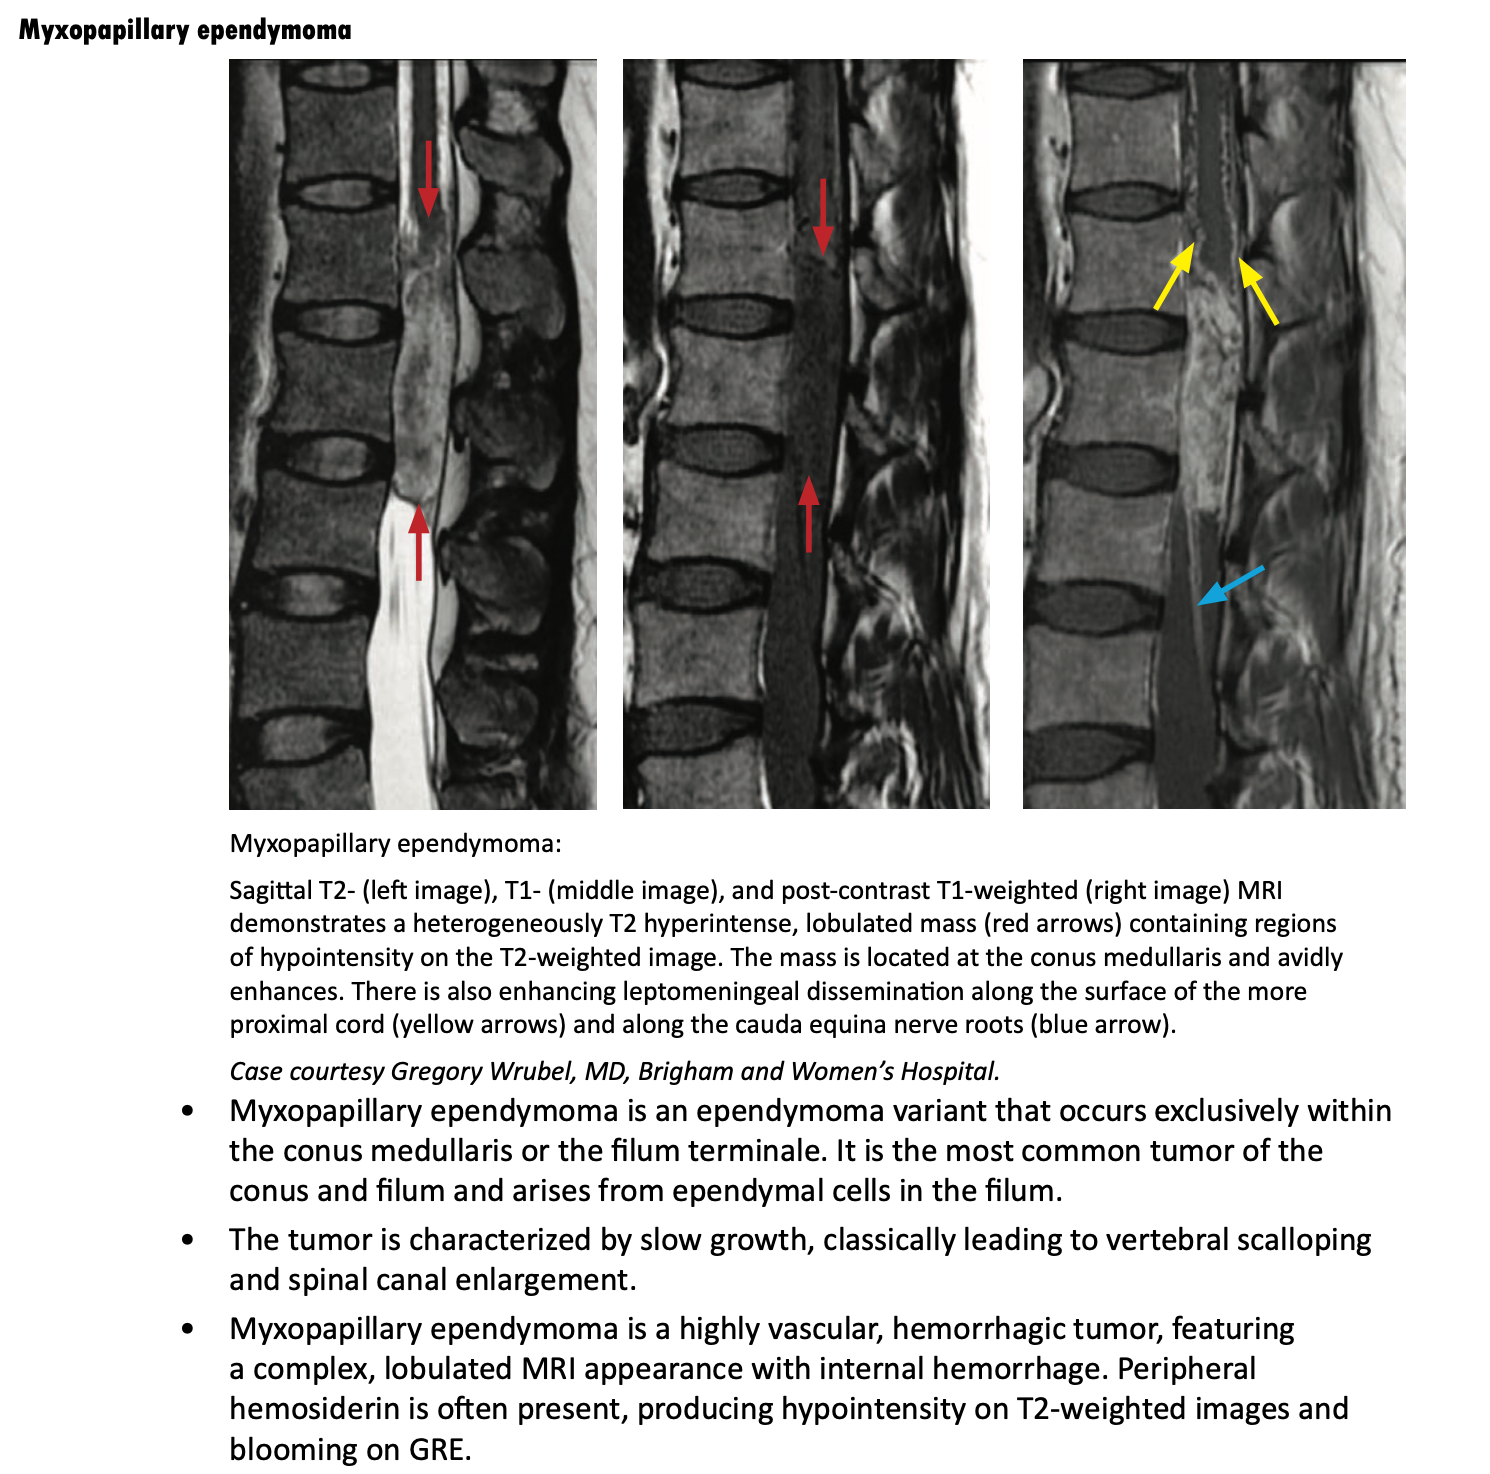 Myxopapillary ependymoma
Myxopapillary ependymoma:
Sagittal T2- (left image), T1- (middle image), and post-contrast T1-weighted (right image) MRI
demonstrates a heterogeneously T2 hyperintense, lobulated mass (red arrows) containing regions
of hypointensity on the T2-weighted image. The mass is located at the conus medullaris and avidly
enhances. There is also enhancing leptomeningeal dissemination along the surface of the more
proximal cord (yellow arrows) and along the cauda equina nerve roots (blue arrow).
Case courtesy Gregory Wrubel, MD, Brigham and Women’s Hospital.
• Myxopapillary ependymoma is an ependymoma variant that occurs exclusively within
the conus medullaris or the filum terminale. It is the most common tumor of the
conus and filum and arises from ependymal cells in the filum.
• The tumor is characterized by slow growth, classically leading to vertebral scalloping
and spinal canal enlargement.
• Myxopapillary ependymoma is a highly vascular, hemorrhagic tumor, featuring
a complex, lobulated MRI appearance with internal hemorrhage. Peripheral
hemosiderin is often present, producing hypointensity on T2-weighted images and
blooming on GRE.